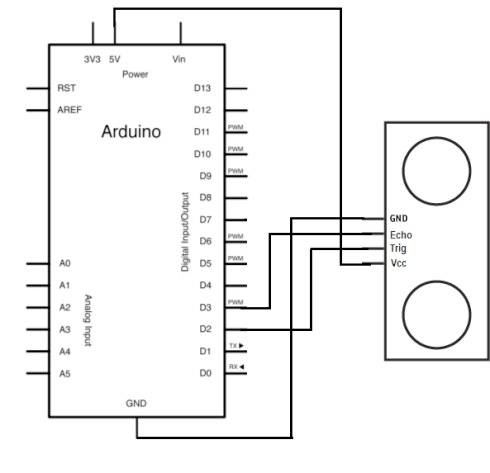 3V3 5V Vin
Power
RST
AREF
Arduino
D13
D12
D11 PWM
D10 PWM
D9 PWM
D8
D7
D6 PWM
D5 PWM
D4
D3 PWM
D2
D1 TX ▶
D0 RX ◀
Digital Input/Output
A0
A1
A2
A3
A4
A5
Analog Input
GND
GND
Echo
Trig
Vcc